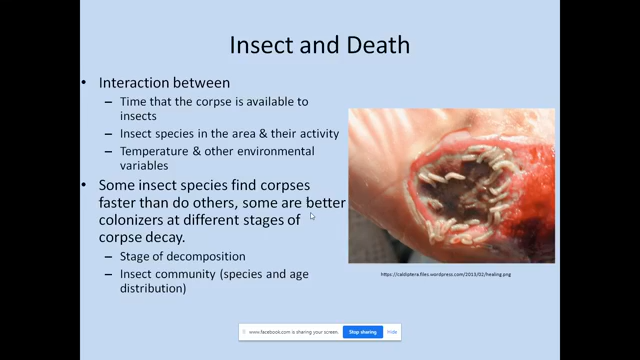 Insect and Death
• Interaction between
– Time that the corpse is available to
insects
– Insect species in the area & their activity
– Temperature & other environmental
variables
• Some insect species find corpses
faster than do others, some are better
colonizers at different stages of
corpse decay.
– Stage of decomposition
– Insect community (species and age
distribution)
https://caldiptera.files.wordpress.com/2013/02/healing.png
www.facebook.com is sharing your screen.
Stop sharing
Hide